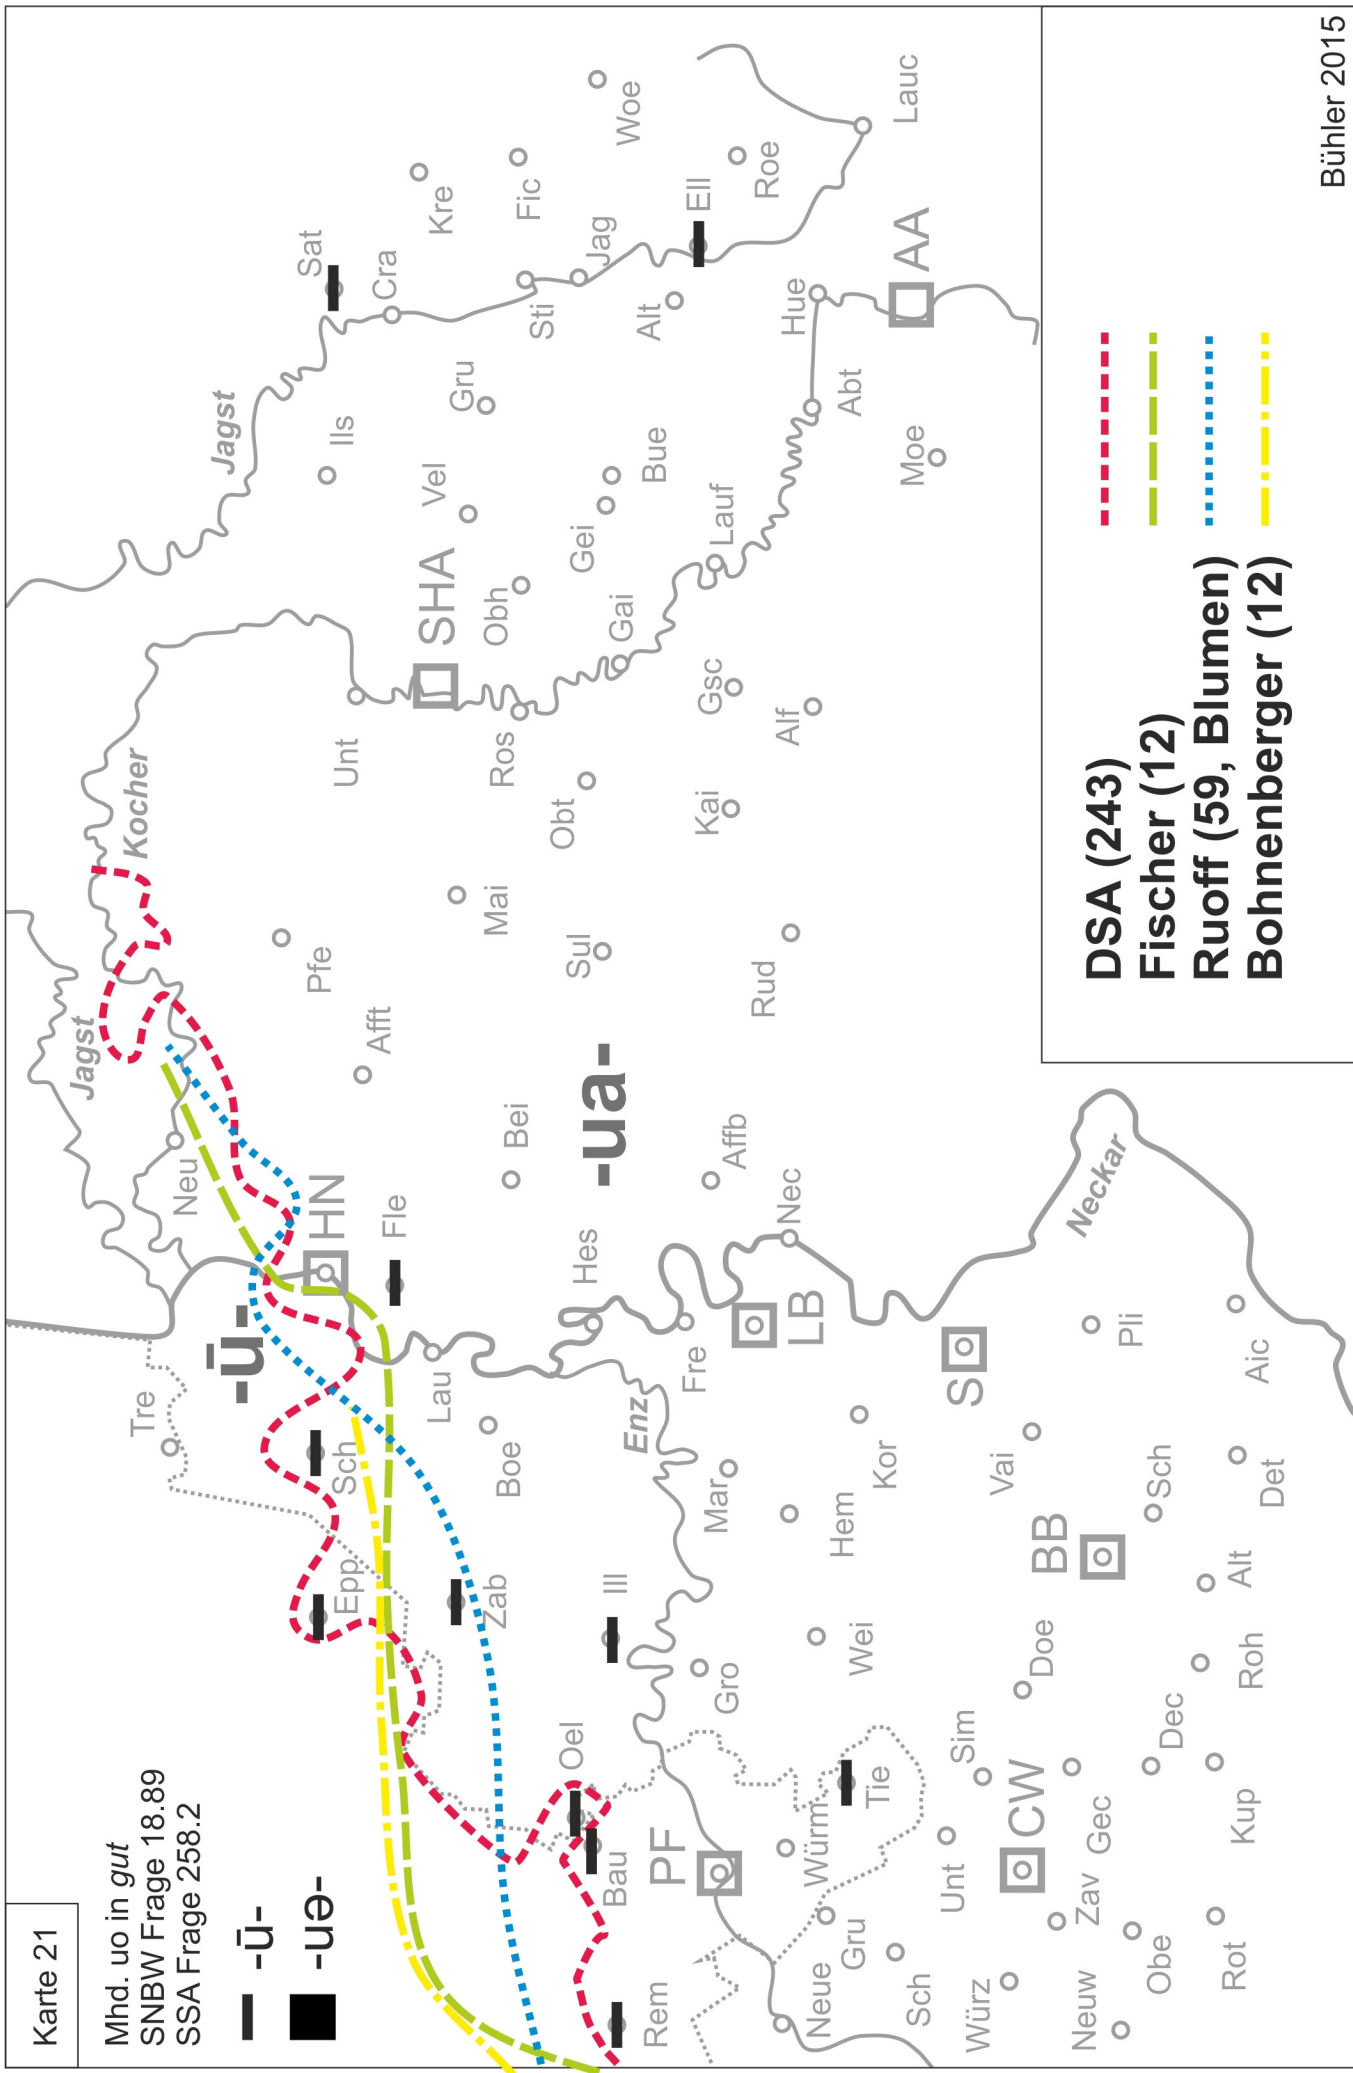 Karte 21
Mhd. uo in gut
SNBW Frage 18.89
SSA Frage 258.2
-ū-
-uə-
Jagst
Kocher
Jagst
Tre
-ū-
Neu
Pfe
Unt
Ils
Sat
Cra
Kre
Epp
Sch
HN
Fle
Afft
Mai
SHA
Vel
Gru
Fic
Zab
Boe
Lau
Bei
Ros
Obh
Sti
Jag
Woe
Oel
Bau
Rem
Ill
Enz
Hes
-ua-
Sul
Obt
Gai
Gei
Bue
Alt
Ell
Roe
PF
Gro
Mar
Fre
LB
Affb
Nec
Rud
Kai
Gsc
Alf
Lauf
Hue
Abt
Lauc
Neue
Gru
Würm
Tie
Wei
Hem
Kor
Moe
AA
Sch
Unt
Sim
S
Würz
CW
Doe
Vai
Neckar
Neuw
Zav
Gec
BB
Sch
Pli
Obe
Dec
Rot
Kup
Roh
Alt
Det
Aic
DSA (243)
Fischer (12)
Ruoff (59, Blumen)
Bohnenberger (12)
Bühler 2015